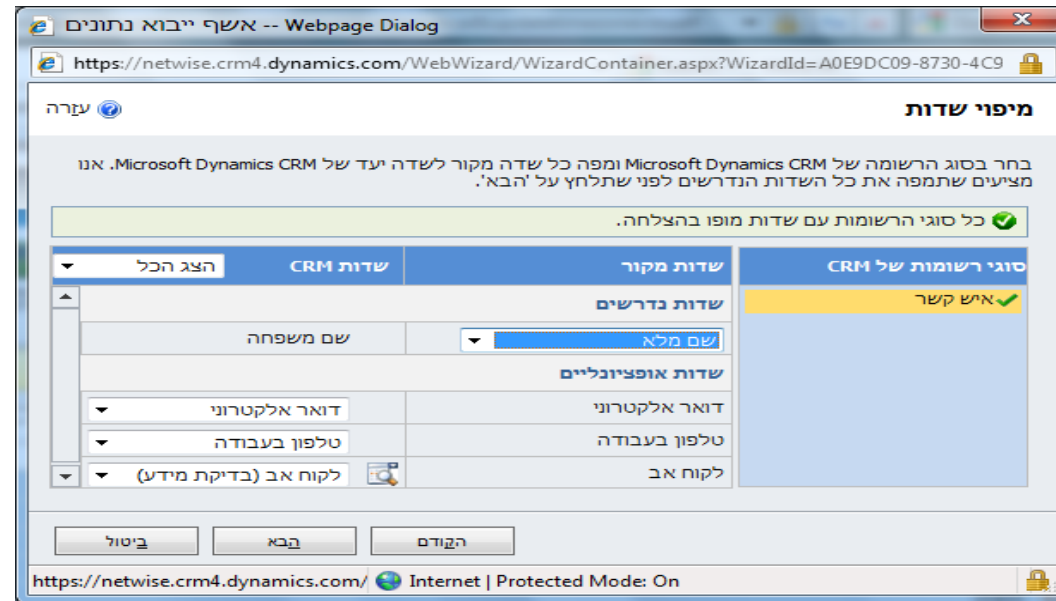 אשף ייבוא נתונים -- Webpage Dialog
https://netwise.crm4.dynamics.com/WebWizard/WizardContainer.aspx?WizardId=A0E9DC09-8730-4C9
מיפוי שדות
עזרה
בחר בסוג הרשומה של Microsoft Dynamics CRM ומפה כל שדה מקור לשדה יעד של Microsoft Dynamics CRM. אנו
מציעים שתמפה את כל השדות הנדרשים לפני שתלחץ על 'הבא'.
כל סוגי הרשומות עם שדות מופו בהצלחה.
סוגי רשומות של CRM שדות מקור שדות CRM הצג הכל
איש קשר
שדות נדרשים
שם מלא שם משפחה
שדות אופציונליים
דואר אלקטרוני דואר אלקטרוני
טלפון בעבודה טלפון בעבודה
לקוח אב לקוח אב (בדיקת מידע)
הקודם הבא ביטול
https://netwise.crm4.dynamics.com/ Internet | Protected Mode: On